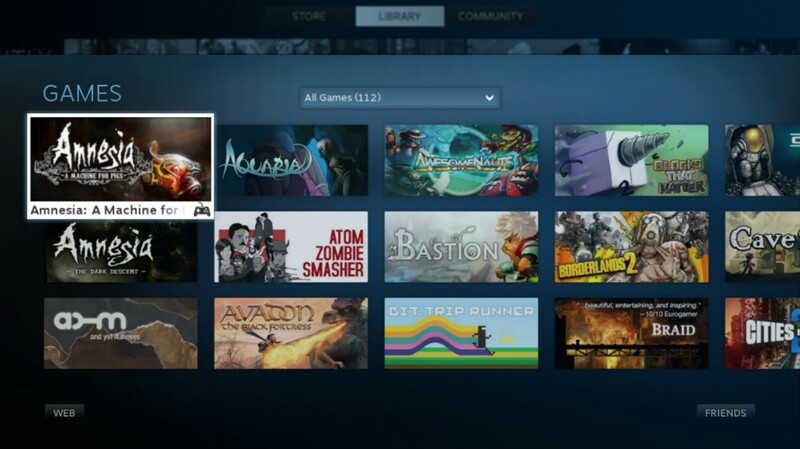 STORE
LIBRARY
COMMUNITY
GAMES
All Games (112)
Amnesia
A MACHINE FOR PIGS
Amnesia: A Machine for
AQUARIA
AWESOMENAUTS
BLOCKS
THAT
MATTER
Amnesia
THE DARK DESCENT
ATOM
ZOMBIE
SMASHER
BASTION
BORDERLANDS 2
CAVE
and yet it moves
AVADON
THE BLACK FORTRESS
BIT.TRIP RUNNER
"beautiful, entertaining, and inspiring."
—10/10 Eurogamer
BRAID
CITIES
2
WEB
FRIENDS